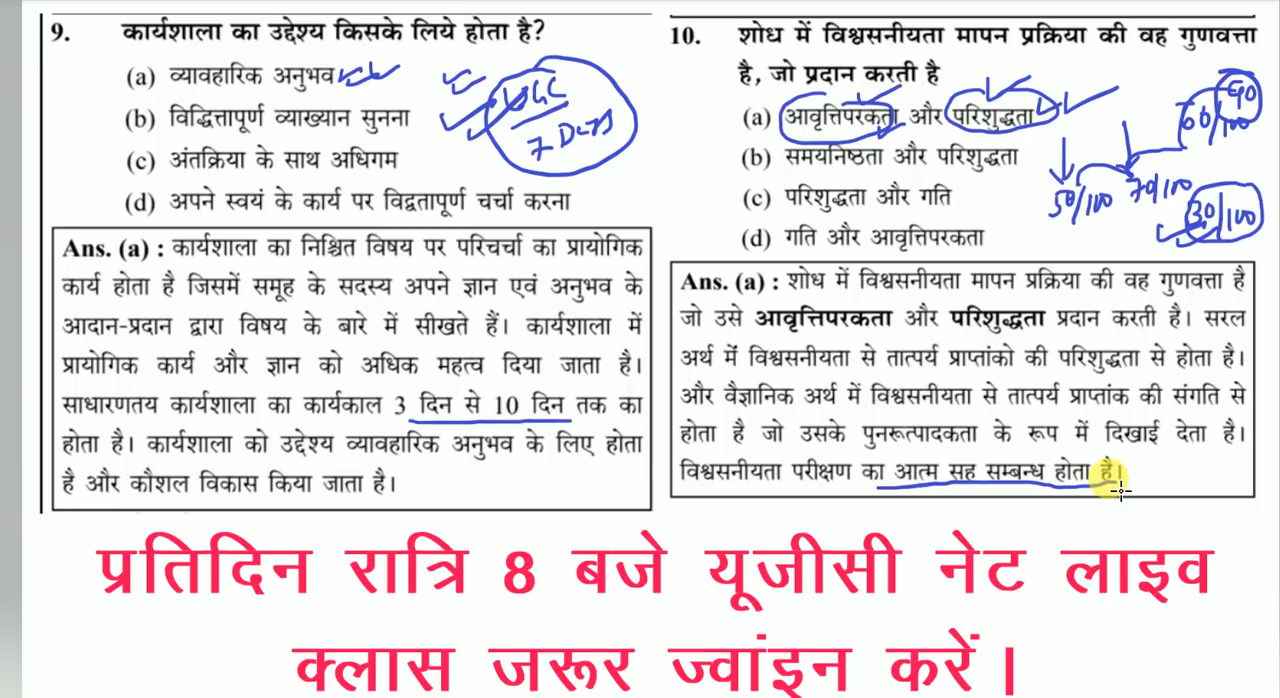 9. कार्यशाला का उद्देश्य किसके लिये होता है?
(a) व्यावहारिक अनुभव
(b) विद्वित्तापूर्ण व्याख्यान सुनना
(c) अंतक्रिया के साथ अधिगम
(d) अपने स्वयं के कार्य पर विद्वतापूर्ण चर्चा करना
UGC
7 Days
Ans. (a) : कार्यशाला का निश्चित विषय पर परिचर्चा का प्रायोगिक
कार्य होता है जिसमें समूह के सदस्य अपने ज्ञान एवं अनुभव के
आदान-प्रदान द्वारा विषय के बारे में सीखते हैं। कार्यशाला में
प्रायोगिक कार्य और ज्ञान को अधिक महत्व दिया जाता है।
साधारणतय कार्यशाला का कार्यकाल 3 दिन से 10 दिन तक का
होता है। कार्यशाला को उद्देश्य व्यावहारिक अनुभव के लिए होता
है और कौशल विकास किया जाता है।
10. शोध में विश्वसनीयता मापन प्रक्रिया की वह गुणवत्ता
है, जो प्रदान करती है
(a) आवृत्तिपरकता और परिशुद्धता
(b) समयनिष्ठता और परिशुद्धता
(c) परिशुद्धता और गति
(d) गति और आवृत्तिपरकता
90
60/100
50/100 70/100
30/100
Ans. (a) : शोध में विश्वसनीयता मापन प्रक्रिया की वह गुणवत्ता है
जो उसे आवृत्तिपरकता और परिशुद्धता प्रदान करती है। सरल
अर्थ में विश्वसनीयता से तात्पर्य प्राप्तांको की परिशुद्धता से होता है।
और वैज्ञानिक अर्थ में विश्वसनीयता से तात्पर्य प्राप्तांक की संगति से
होता है जो उसके पुनरूत्पादकता के रूप में दिखाई देता है।
विश्वसनीयता परीक्षण का आत्म सह सम्बन्ध होता है।
प्रतिदिन रात्रि 8 बजे यूजीसी नेट लाइव
क्लास जरूर ज्वांइन करें।